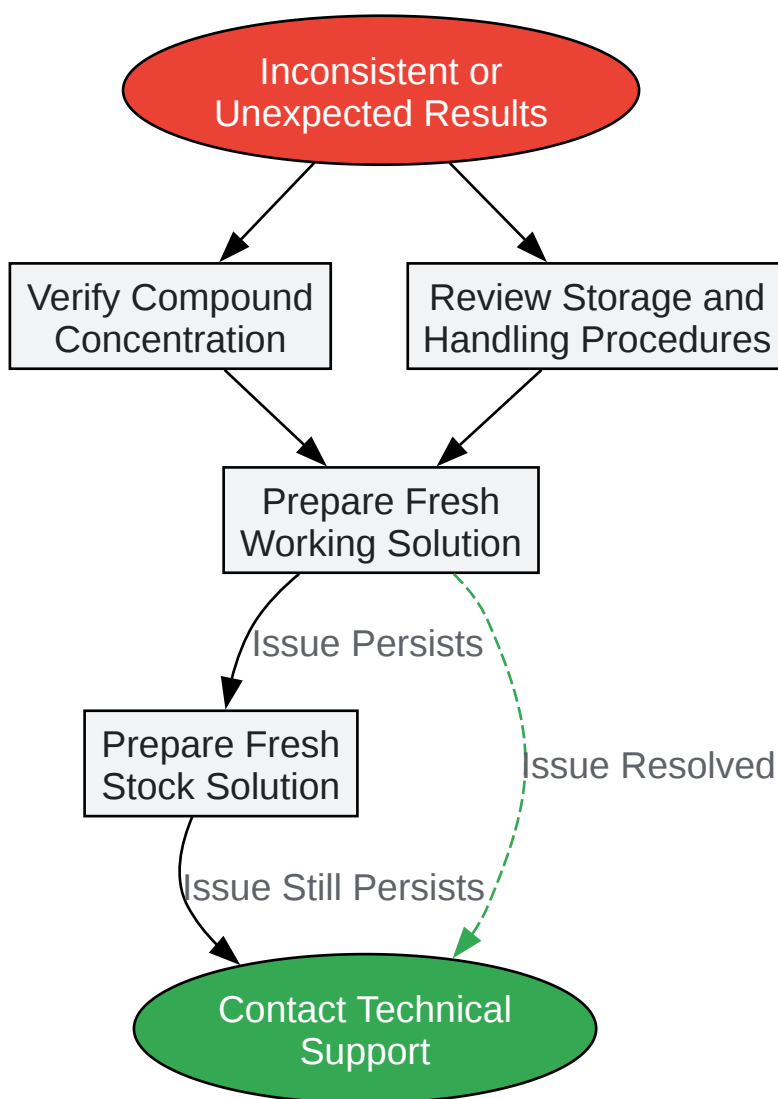 Inconsistent or
Unexpected Results
Verify Compound
Concentration
Review Storage and
Handling Procedures
Prepare Fresh
Working Solution
Issue Persists
Prepare Fresh
Stock Solution
Issue Resolved
Issue Still Persists
Contact Technical
Support